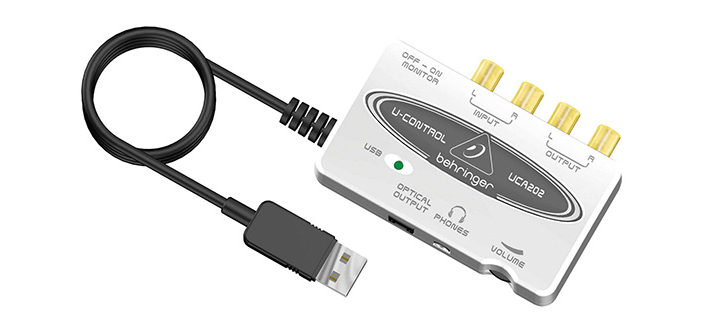 OFF - ON
MONITOR
L
R
INPUT
L
R
OUTPUT
U-CONTROL
behringer
UCA202
USB
OPTICAL
OUTPUT
PHONES
VOLUME